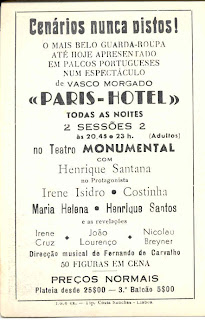 Cenários nunca vistos!
O MAIS BELO GUARDA-ROUPA
ATÉ HOJE APRESENTADO
EM PALCOS PORTUGUESES
NUM ESPECTÁCULO
de VASCO MORGADO
«PARIS-HOTEL»
TODAS AS NOITES
2 SESSÕES 2
às 20,45 e 23 h. (Adultos)
no Teatro MONUMENTAL
COM
Henrique Santana
no Protagonista
Irene Isidro • Costinha
Maria Helena • Henrique Santos
e as revelações
Irene João Nicolau
Cruz Lourenço Breyner
Direcção musical de Fernando de Carvalho
50 FIGURAS EM CENA
PREÇOS NORMAIS
Plateia desde 25$00 — 3.º Balcão 5$00